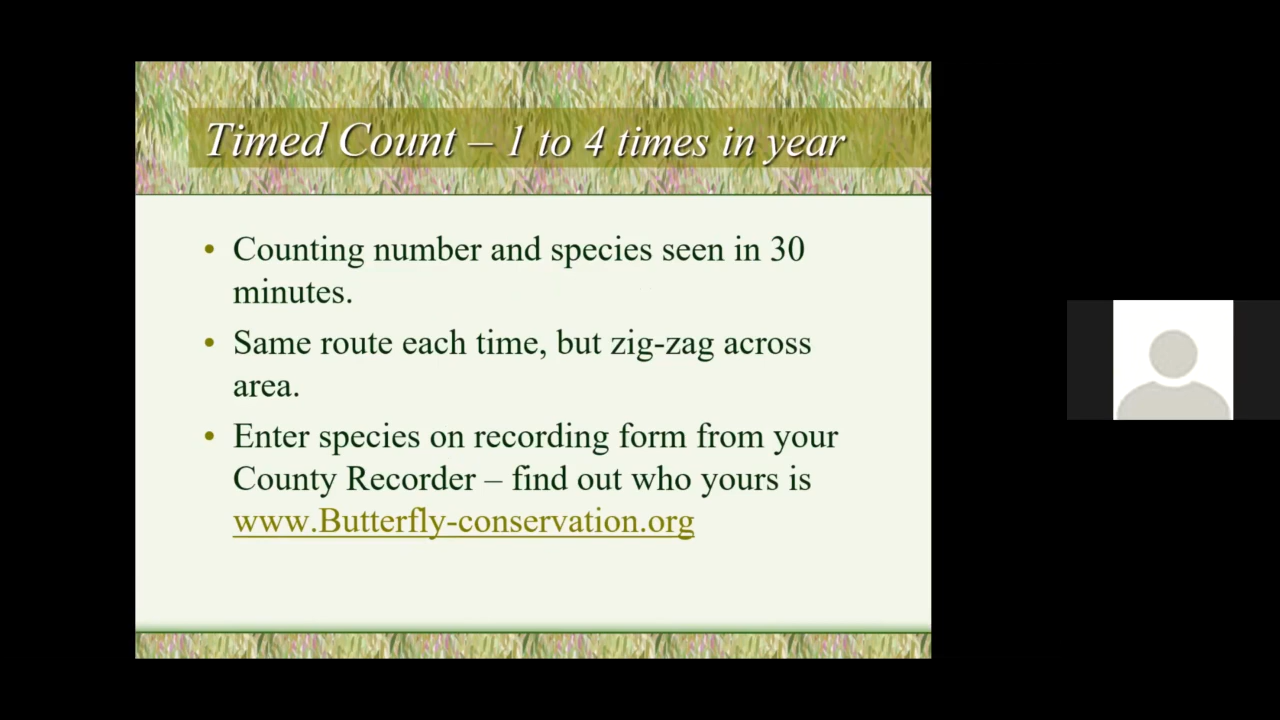 Timed Count – 1 to 4 times in year
• Counting number and species seen in 30
minutes.
• Same route each time, but zig-zag across
area.
• Enter species on recording form from your
County Recorder – find out who yours is
www.Butterfly-conservation.org